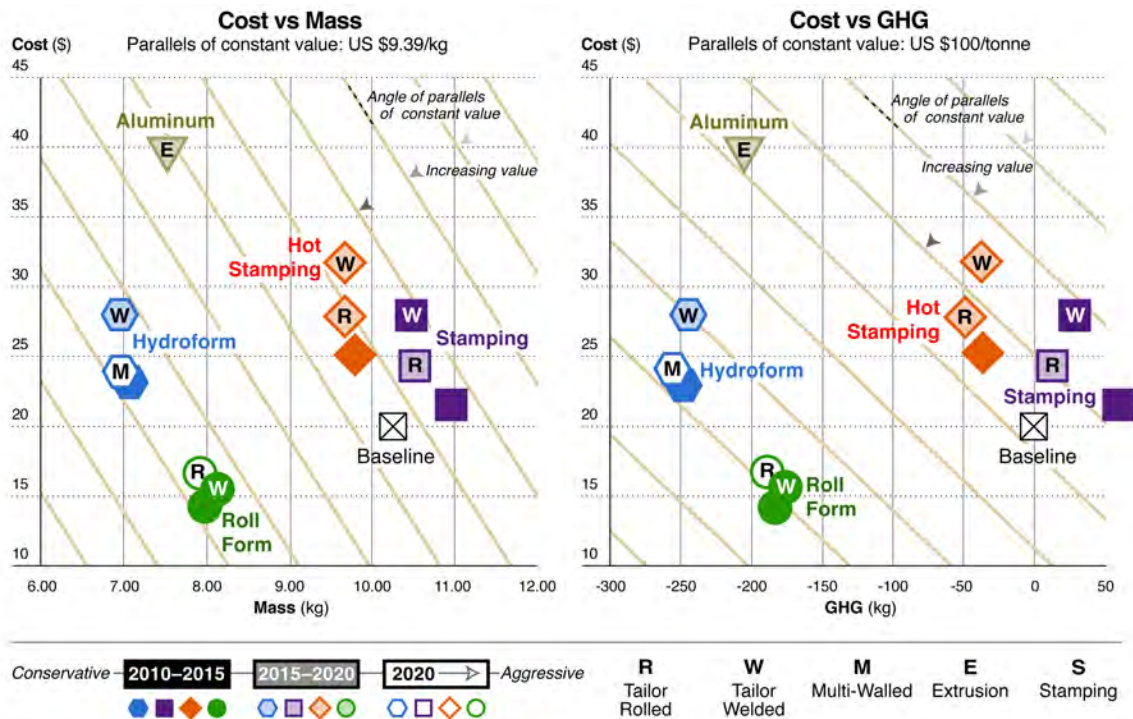 Cost vs Mass
Parallels of constant value: US $9.39/kg
Cost ($)
45
40
35
30
25
20
15
10
6.00 7.00 8.00 9.00 10.00 11.00 12.00
Mass (kg)
Angle of parallels
of constant value
Increasing value
Aluminum
E
Hot
Stamping
W
R
W
Stamping
R
W
Hydroform
M
Baseline
R
W
Roll
Form
Cost vs GHG
Parallels of constant value: US $100/tonne
Cost ($)
45
40
35
30
25
20
15
10
-300 -250 -200 -150 -100 -50 0 50
GHG (kg)
Angle of parallels
of constant value
Increasing value
Aluminum
E
W
Hot
Stamping
R
W
R
Stamping
W
M
Hydroform
Baseline
R
W
Roll
Form
Conservative 2010–2015 2015–2020 2020 Aggressive
R W M E S
Tailor Tailor Multi-Walled Extrusion Stamping
Rolled Welded